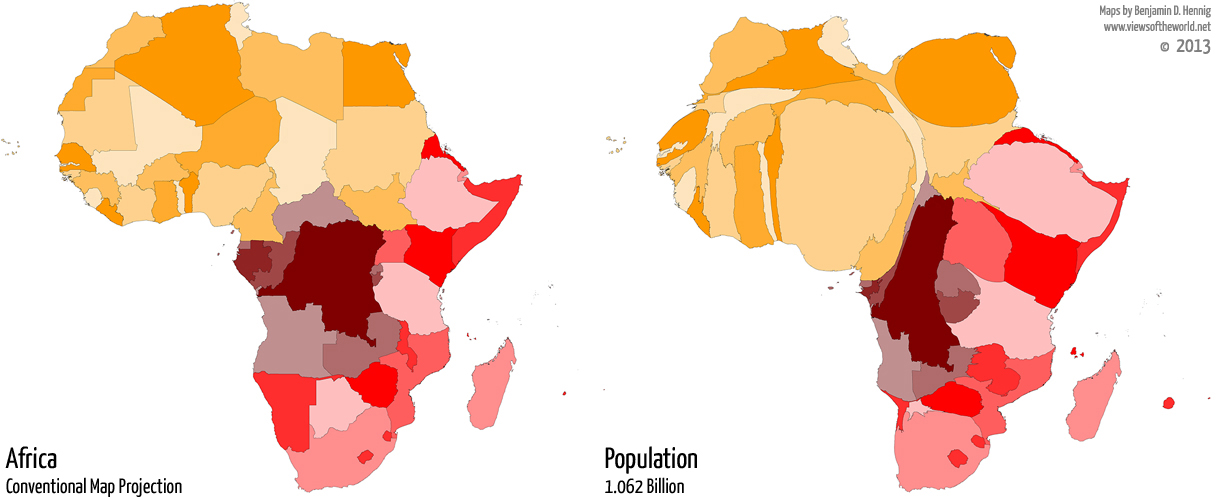 Maps by Benjamin D. Hennig
www.viewsoftheworld.net
© 2013
Africa
Conventional Map Projection
Population
1.062 Billion